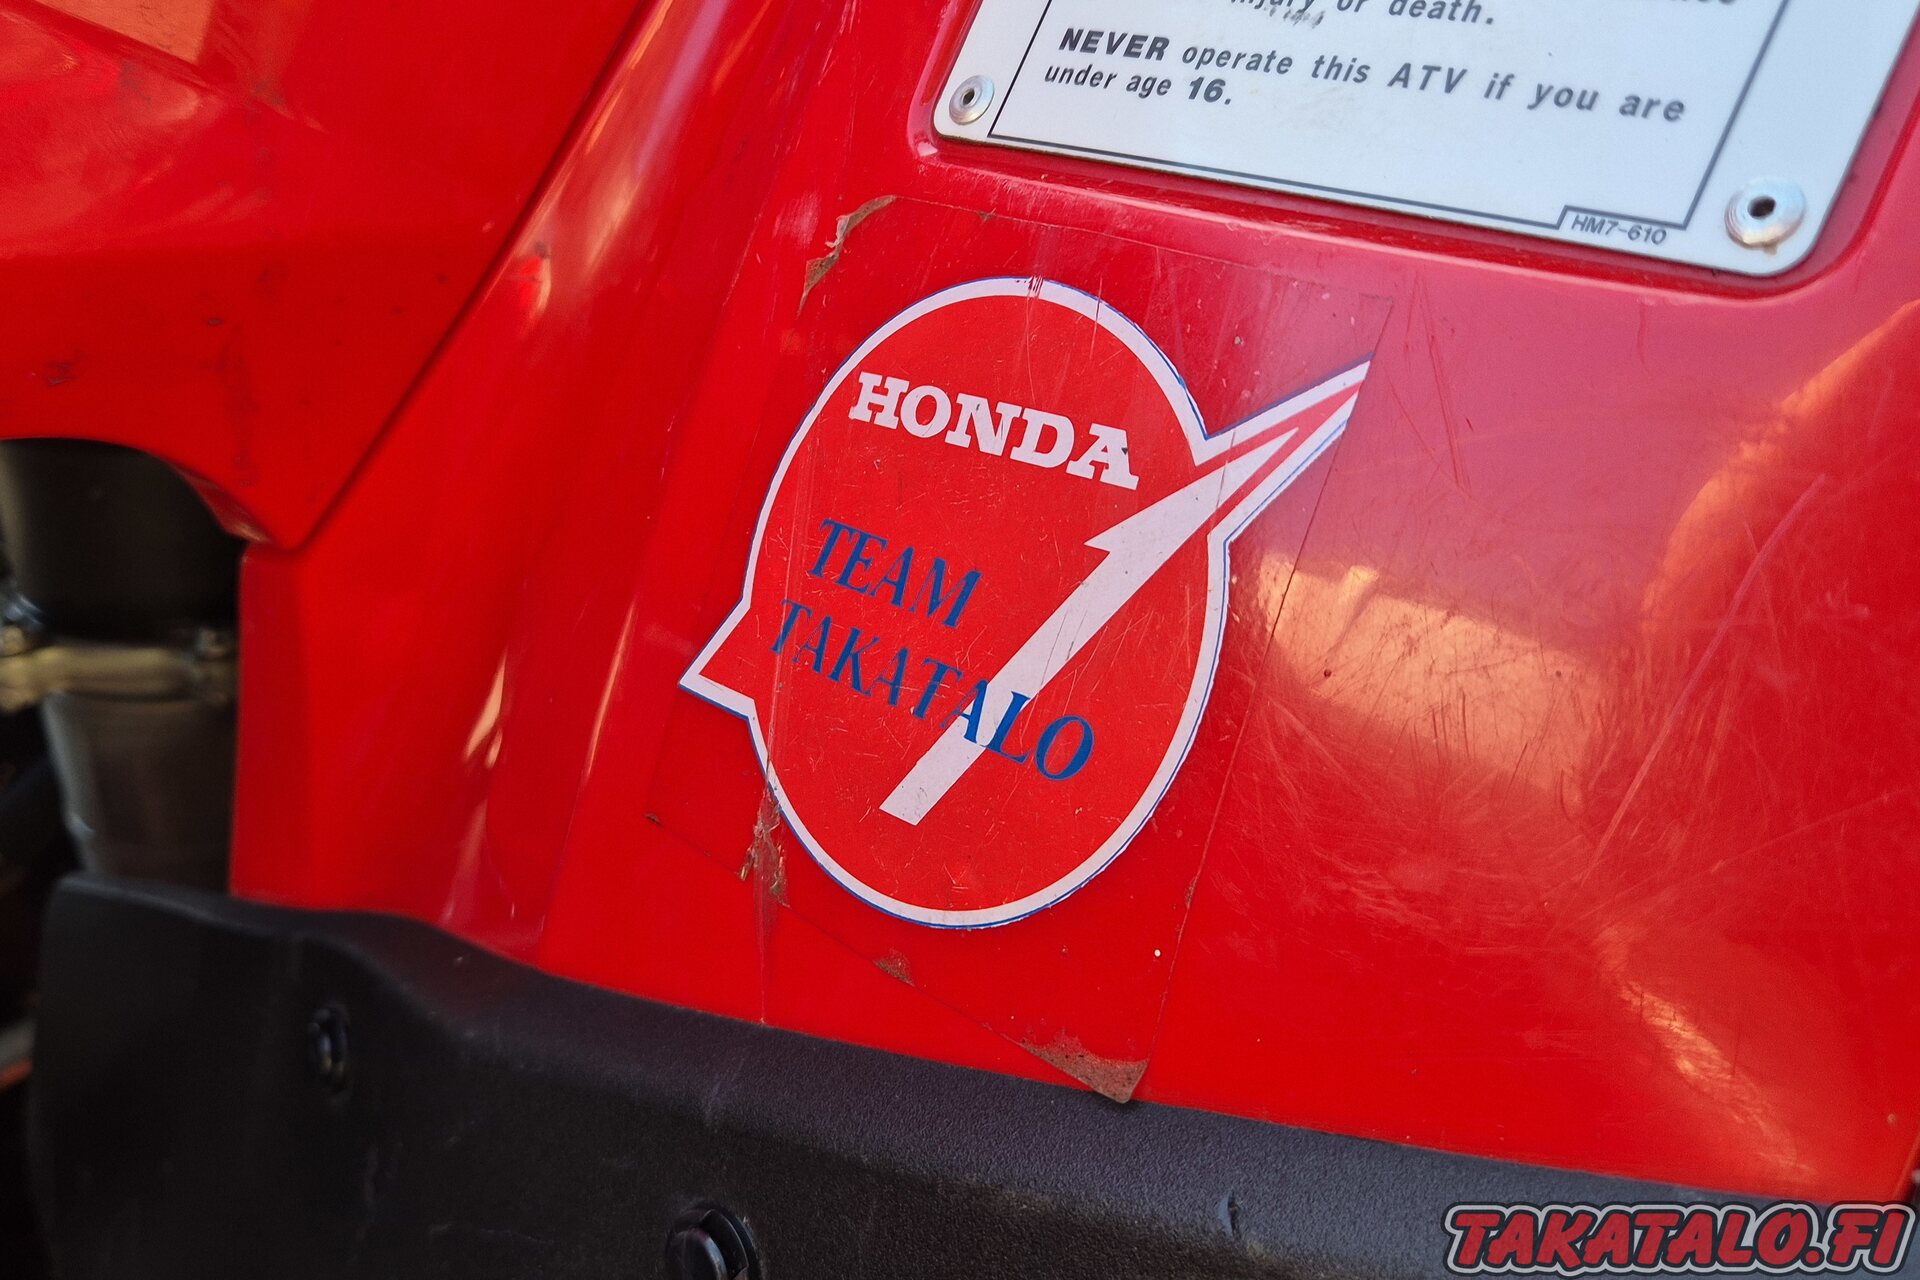 injury or death.
NEVER operate this ATV if you are
under age 16.
HM7-610
HONDA
TEAM
TAKATALO
TAKATALO.FI